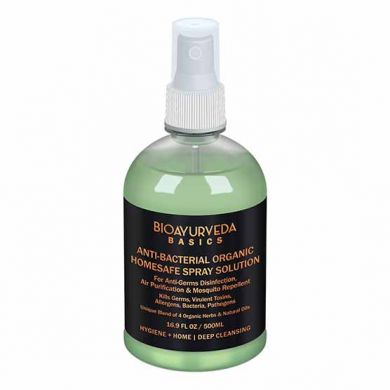 BIOAYURVEDA
BASICS
ANTI-BACTERIAL ORGANIC
HOMESAFE SPRAY SOLUTION
For Anti-Germs Disinfection,
Air Purification & Mosquito Repellent
Kills Germs, Virulent Toxins,
Allergens, Bacteria, Pathogens
Unique Blend of 4 Organic Herbs & Natural Oils
16.9 FL OZ / 500ML
HYGIENE + HOME | DEEP CLEANSING